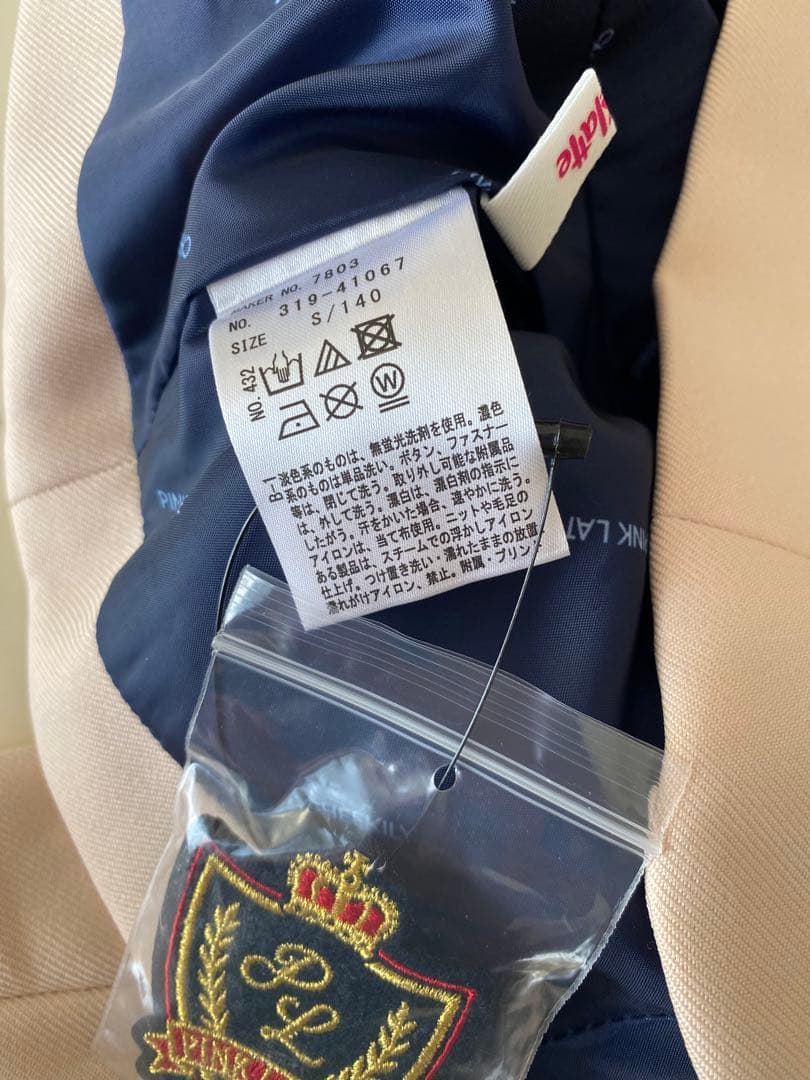 latte
MAKER NO. 7803
NO. 319-41067
SIZE S/140
NO. 432
W
B-1 淡色系のものは、無蛍光洗剤を使用。濃色
系のものは単品洗い。ボタン、ファスナー
等は、閉じて洗う。取り外し可能な附属品
は、外して洗う。漂白は、漂白剤の指示に
したがう。汗をかいた場合、速やかに洗う。
アイロンは、当て布使用。ニットや毛足の
ある製品は、スチームでの浮かしアイロン
仕上げ。つけ置き洗い・濡れたままの放置・
濡れがけアイロン、禁止。附属・プリン
PINK
PINK LAT
P
L
PINK